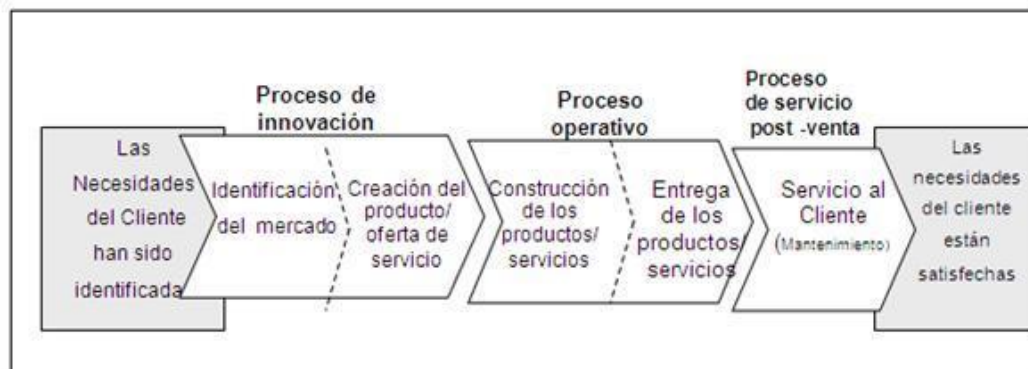 Proceso de
innovación
Proceso
operativo
Proceso
de servicio
post -venta
Las
Necesidades
del Cliente
han sido
identificada
Identificación
del mercado
Creación del
producto/
oferta de
servicio
Construcción
de los
productos/
servicios
Entrega
de los
productos/
servicios
Servicio al
Cliente
(Mantenimiento)
Las
necesidades
del cliente
están
satisfechas